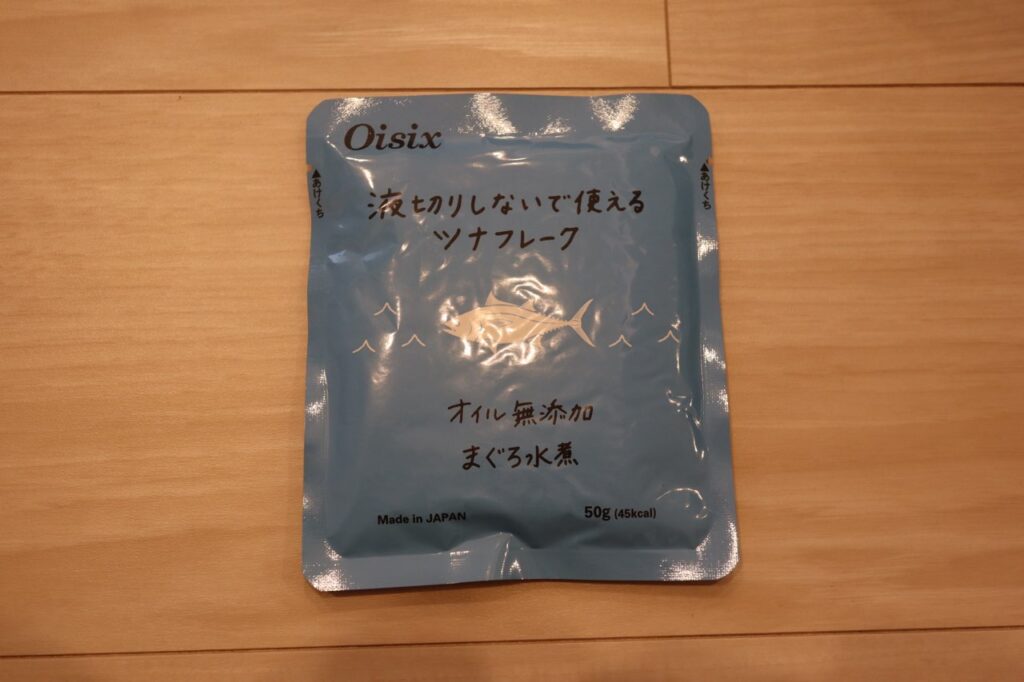 Oisix
▲あけくち
▲あけくち
液切りしないで使える
ツナフレーク
オイル無添加
まぐろ水煮
Made in JAPAN
50g (45kcal)